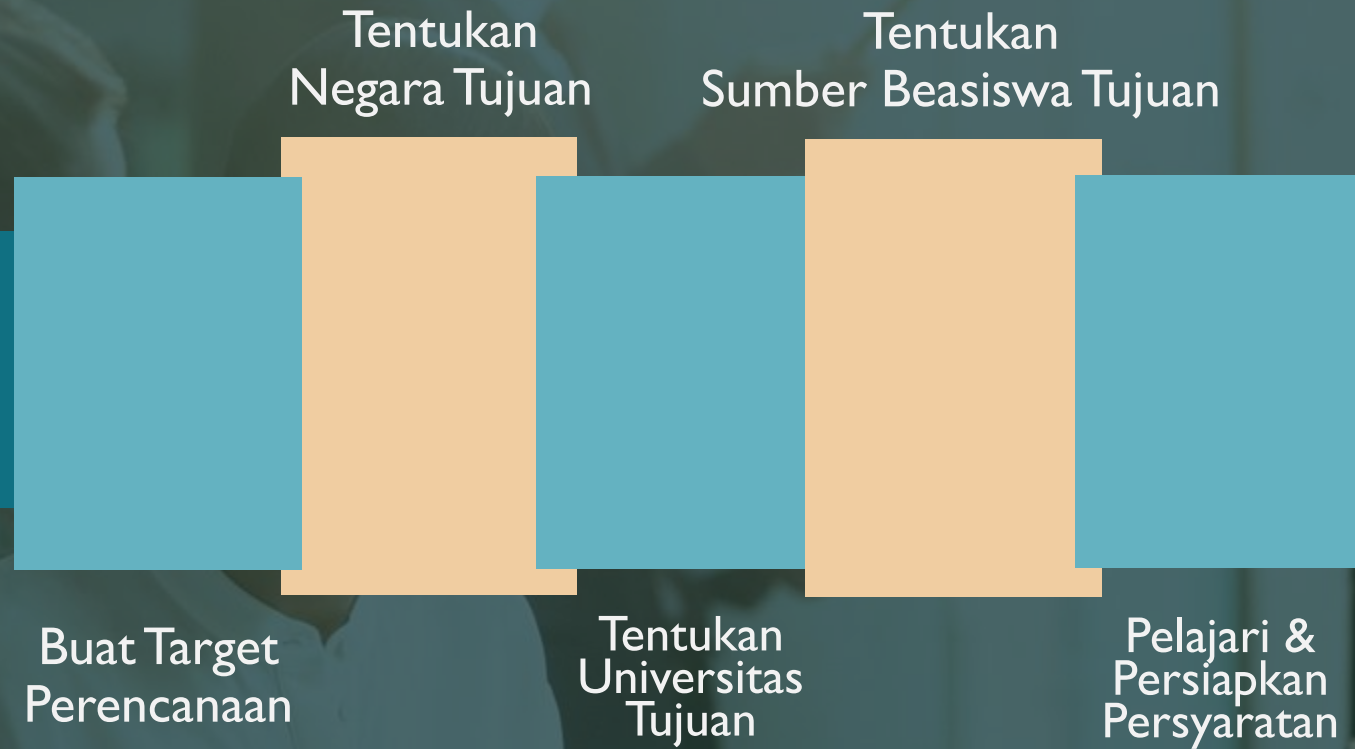 Tentukan
Negara Tujuan
Tentukan
Sumber Beasiswa Tujuan
Buat Target
Perencanaan
Tentukan
Universitas
Tujuan
Pelajari &
Persiapkan
Persyaratan